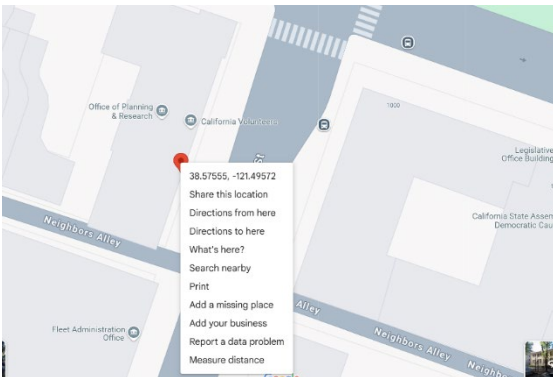 Office of Planning
& Research
California Volunteers
1000
Legislative
Office Building
38.57555, -121.49572
Share this location
Directions from here
Directions to here
What's here?
Search nearby
Print
Add a missing place
Add your business
Report a data problem
Measure distance
California State Assem
Democratic Cau
Neighbors Alley
Alley
Neighbors Alley
Neighbo
Fleet Administration
Office